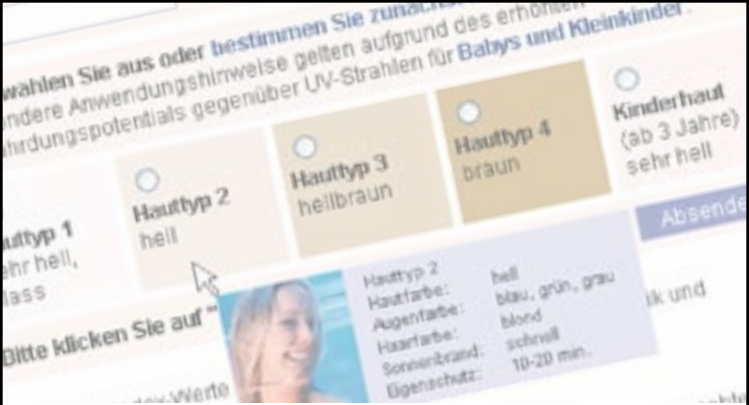 wählen Sie aus oder bestimmen Sie zunächst
ndere Anwendungshinweise gelten aufgrund des erhöhten
ährdungspotentials gegenüber UV-Strahlen für Babys und Kleinkinder.
auttyp 1
ehr hell,
lass
Hauttyp 2
hell
Hauttyp 3
hellbraun
Hauttyp 4
braun
Kinderhaut
(ab 3 Jahre)
sehr hell
Absende
Bitte klicken Sie auf "
k und
dex-Werte
Hauttyp 2
Hautfarbe: hell
Augenfarbe: blau, grün, grau
Haarfarbe: blond
Sonnenbrand: schnell
Eigenschutz: 10-20 min.